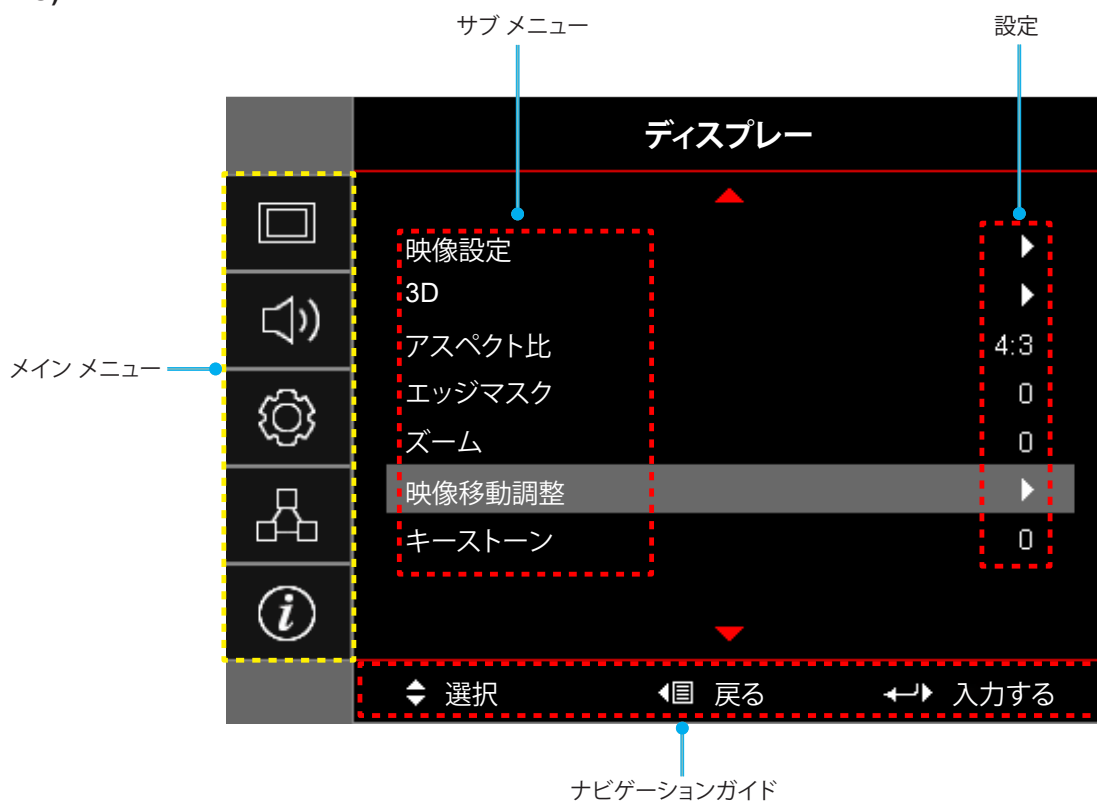 サブ メニュー
設定
ディスプレー
映像設定
3D
アスペクト比 4:3
エッジマスク 0
ズーム 0
メイン メニュー
映像移動調整
キーストーン 0
選択 戻る 入力する
ナビゲーションガイド